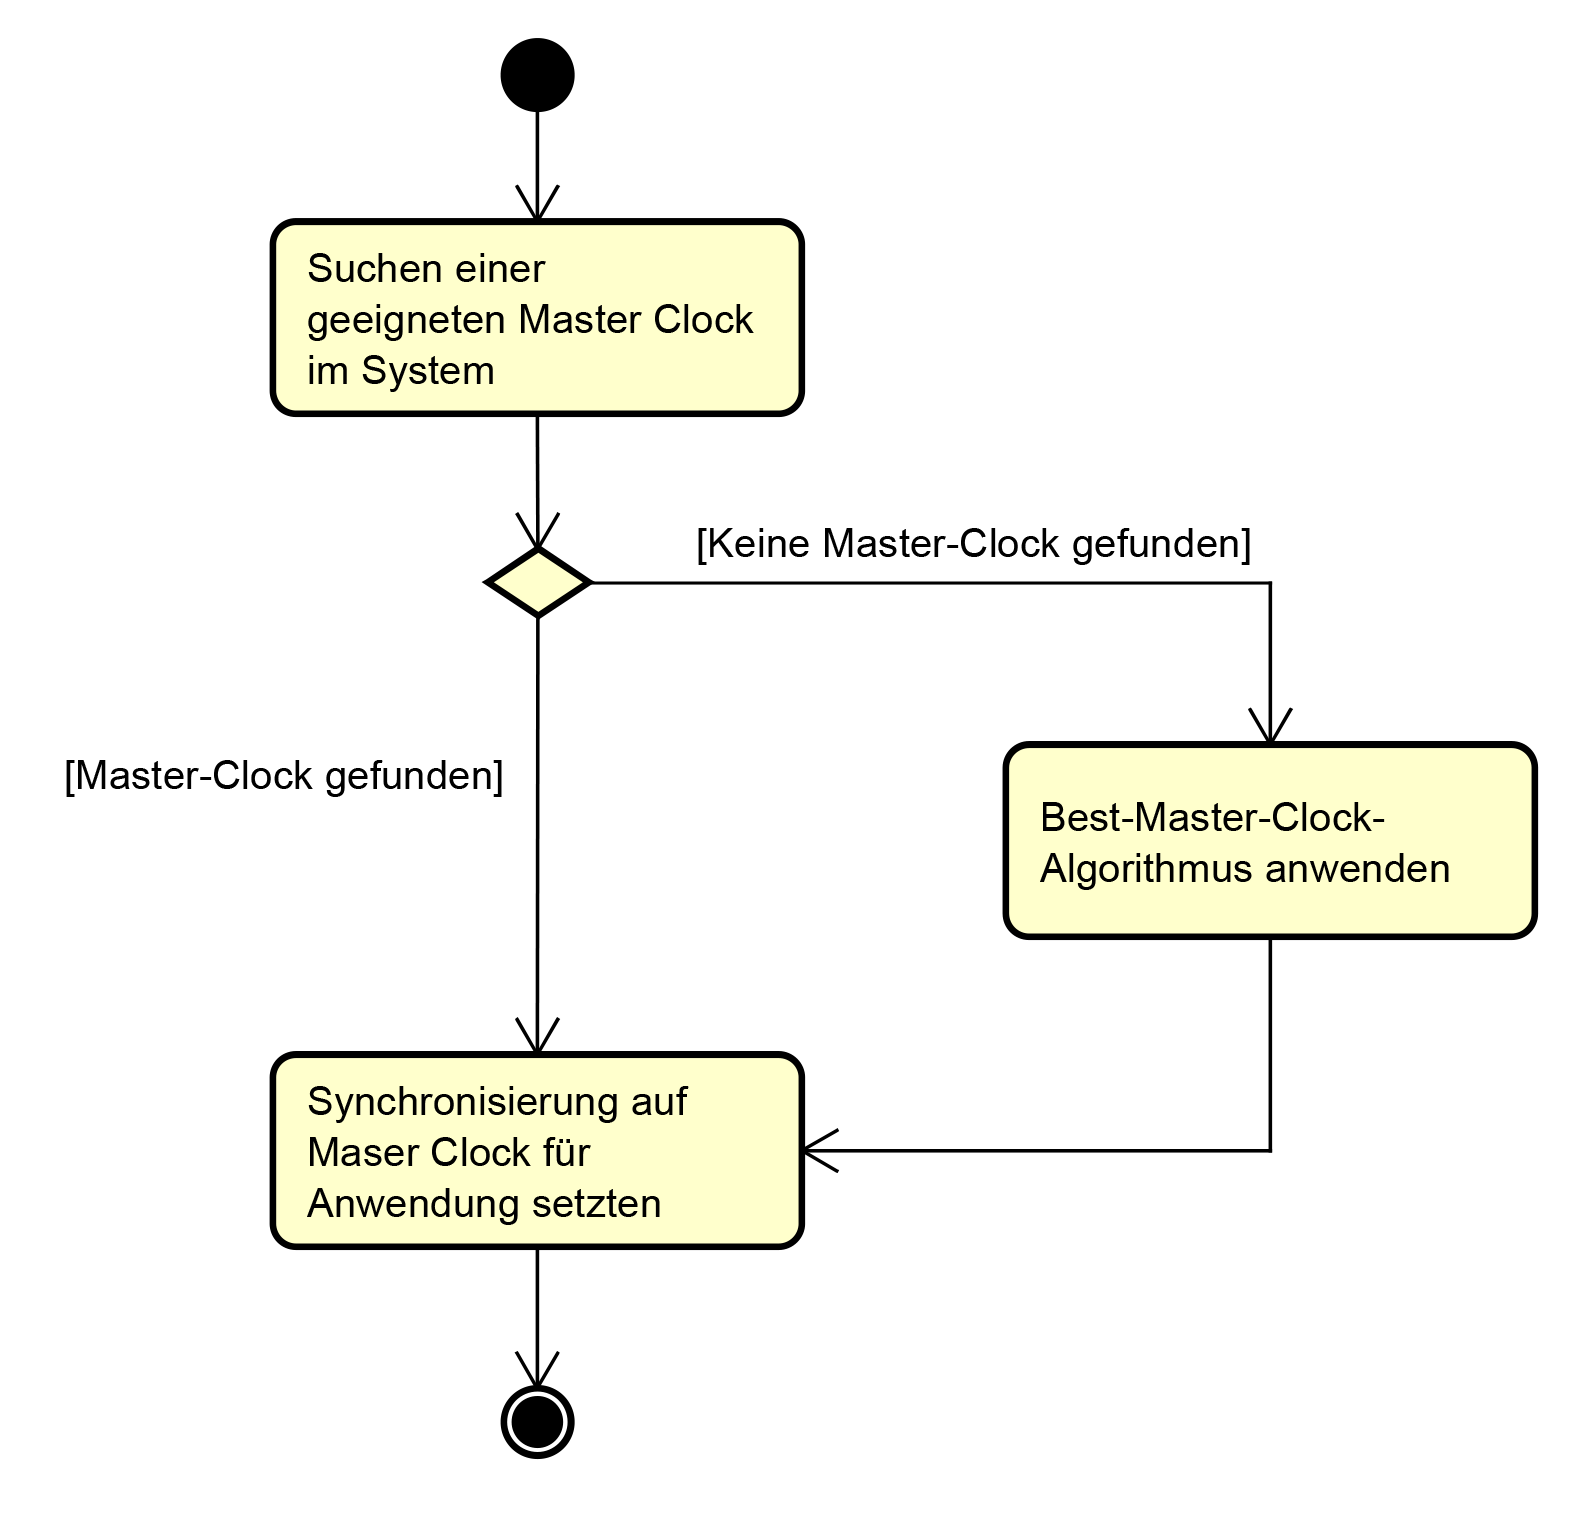 Suchen einer
geeigneten Master Clock
im System
[Keine Master-Clock gefunden]
[Master-Clock gefunden]
Best-Master-Clock-
Algorithmus anwenden
Synchronisierung auf
Maser Clock für
Anwendung setzten